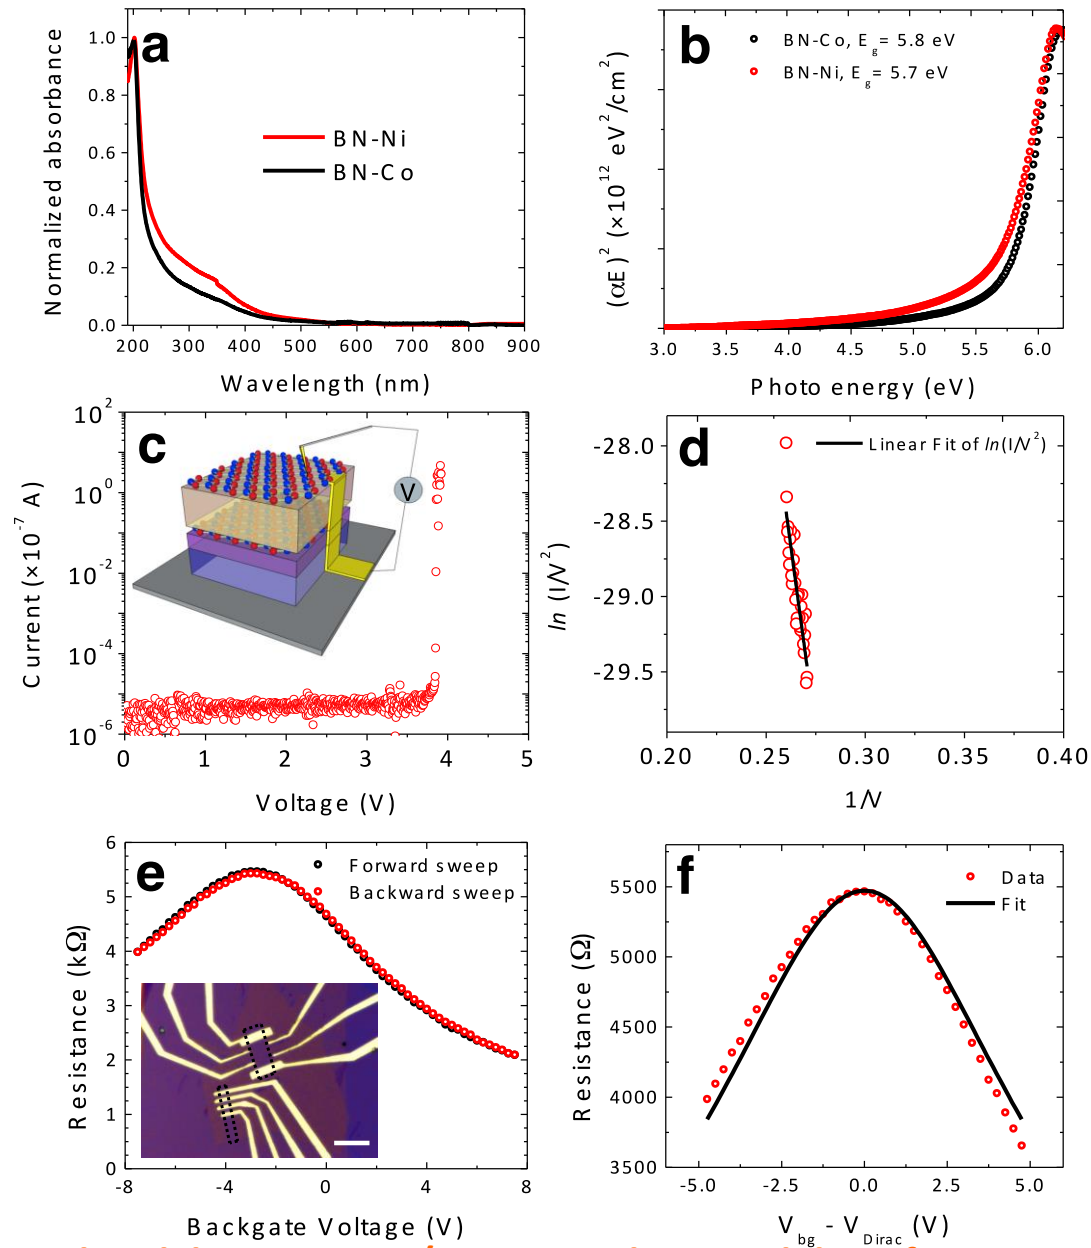 a
1.0
0.8
0.6
0.4
0.2
0.0
Normalized absorbance
BN-Ni
BN-Co
200 300 400 500 600 700 800 900
Wavelength (nm)
b
BN-Co, Eg= 5.8 eV
BN-Ni, Eg= 5.7 eV
(αE)² (×10¹² eV²/cm²)
3.0 3.5 4.0 4.5 5.0 5.5 6.0
Photo energy (eV)
c
10²
10⁰
10⁻²
10⁻⁴
10⁻⁶
Current (×10⁻⁷ A)
V
0 1 2 3 4 5
Voltage (V)
d
Linear Fit of ln(I/V²)
-28.0
-28.5
-29.0
-29.5
ln (I/V²)
0.20 0.25 0.30 0.35 0.40
1/V
e
Forward sweep
Backward sweep
6
5
4
3
2
1
0
Resistance (kΩ)
-8 -4 0 4 8
Backgate Voltage (V)
f
Data
Fit
5500
5000
4500
4000
3500
Resistance (Ω)
-5.0 -2.5 0.0 2.5 5.0
Vbg - VDirac (V)